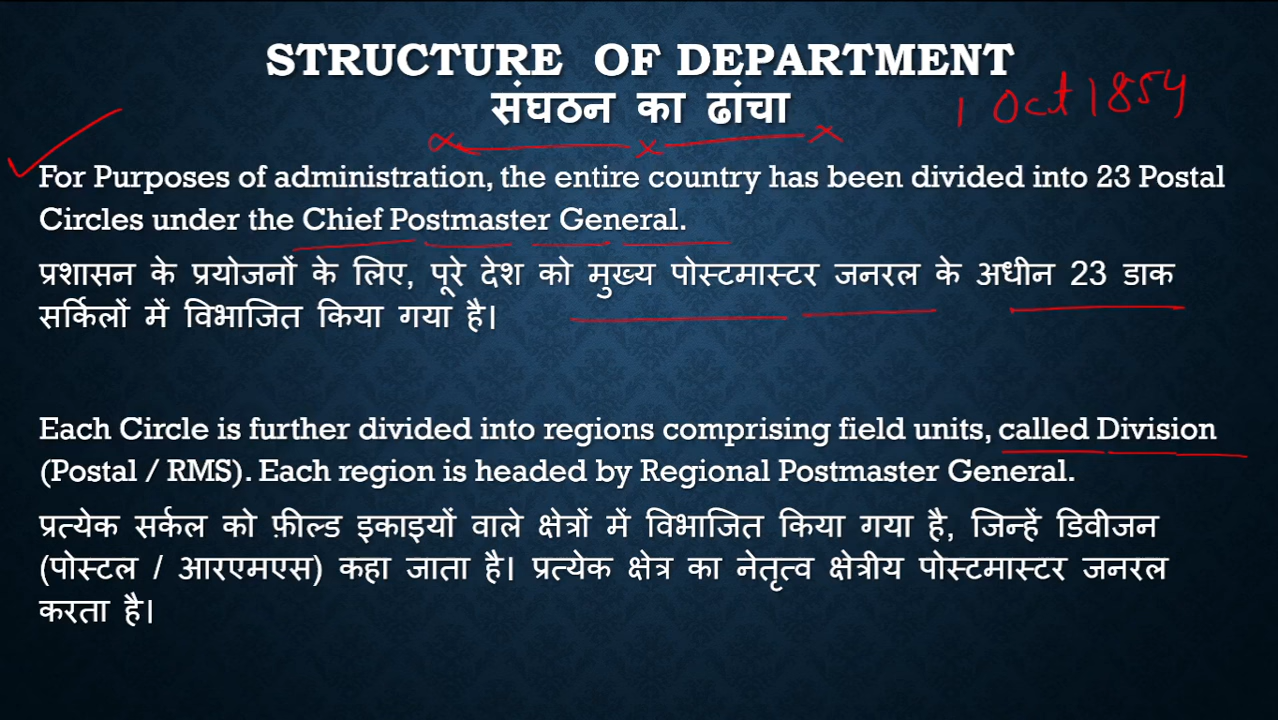 STRUCTURE OF DEPARTMENT
संघठन का ढांचा
1 Oct 1854
For Purposes of administration, the entire country has been divided into 23 Postal
Circles under the Chief Postmaster General.
प्रशासन के प्रयोजनों के लिए, पूरे देश को मुख्य पोस्टमास्टर जनरल के अधीन 23 डाक
सर्किलों में विभाजित किया गया है।
Each Circle is further divided into regions comprising field units, called Division
(Postal / RMS). Each region is headed by Regional Postmaster General.
प्रत्येक सर्कल को फ़ील्ड इकाइयों वाले क्षेत्रों में विभाजित किया गया है, जिन्हें डिवीजन
(पोस्टल / आरएमएस) कहा जाता है। प्रत्येक क्षेत्र का नेतृत्व क्षेत्रीय पोस्टमास्टर जनरल
करता है।